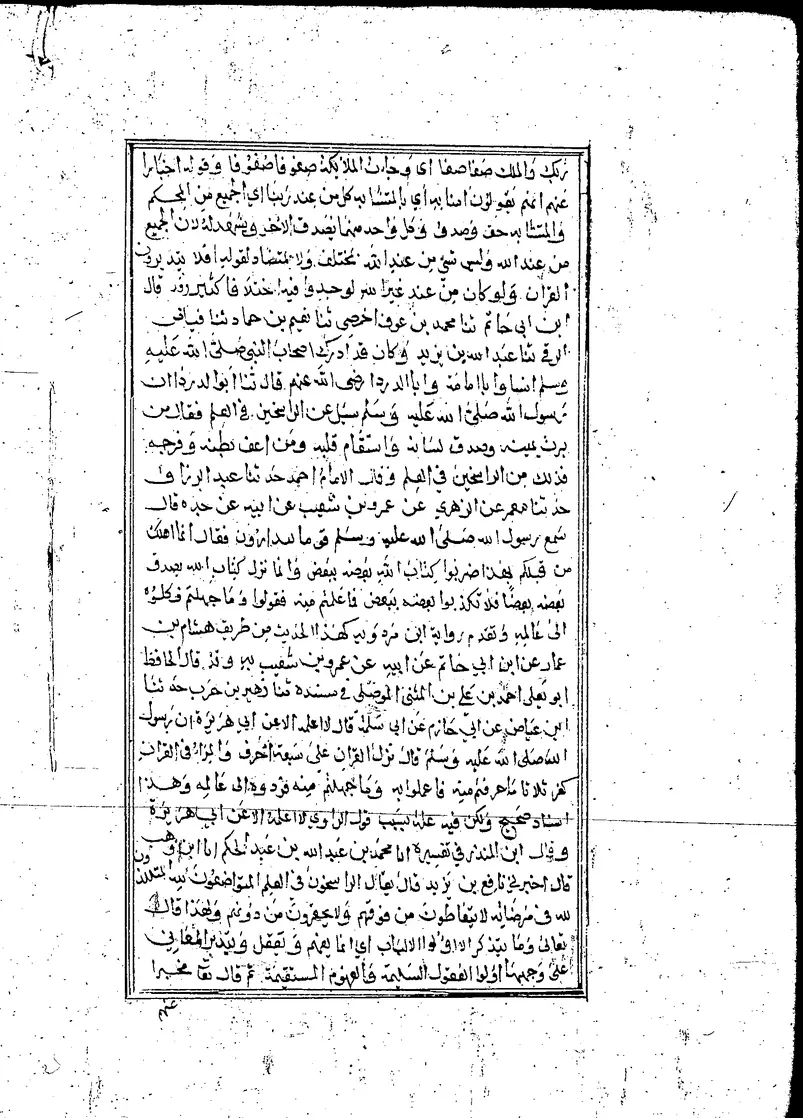 ربك والملك صفا صفا اي وجاءت الملائكة صفوفا صفوفا وقوله اخبارا
عنهم انهم يقولون امنا به أي بالمتشابه كل من عند ربنا اي الجميع من المحكم
والمتشابه حق وصدق وكل واحد منهما يصدق الاخر ويشهد له لان الجميع
من عند الله وليس شئ من عند الله بمختلف ولا متضاد لقوله افلا يتدبرون
القران ولو كان من عند غير الله لوجدوا فيه اختلافا كثيرا وقد قال
ابن ابي حاتم ثنا محمد بن عوف الحمصي ثنا نعيم بن حماد ثنا فياض
الرقي ثنا عبد الله بن يزيد وكان قد ادرك اصحاب النبي صلى الله عليه
وسلم انسا وابا امامة وابا الدردا رضى الله عنهم قال ثنا أبو الدردا ان
رسول الله صلى الله عليه وسلم سئل عن الراسخين في العلم فقال من
برت يمينه وصدق لسانه واستقام قلبه ومن اعف بطنه وفرجه
فذلك من الراسخين في العلم وقال الامام احمد حدثنا عبد الرزاق
حدثنا معمر عن الزهري عن عمرو بن شعيب عن ابيه عن جده قال
سمع رسول الله صلى الله عليه وسلم قوما يتدارون فقال انما اهلك
من قبلكم بهذا ضربوا كتاب الله بعضه ببعض وانما نزل كتاب الله يصدق
بعضه بعضا فلا تكذبوا بعضه ببعض فما علمتم منه فقولوا وما جهلتم فكلوه
الى عالمه وتقدم رواية ابن مردويه لهذا الحديث من طريق هشام بن
عمار عن ابن ابي حاتم عن ابيه عن عمرو بن شعيب به وقد قال الحافظ
ابو يعلى احمد بن علي بن المثنى الموصلي في مسنده ثنا زهير بن حرب حدثنا
انس بن عياض عن ابي حازم عن ابي سلمة قال لا اعلمه الا عن ابي هريرة ان رسول
الله صلى الله عليه وسلم قال نزل القران على سبعة احرف والمراء في القران
كفر ثلاثا ما عرفتم منه فاعملوا به وما جهلتم منه فردوه الى عالمه وهذا
اسناد صحيح ولكن فيه علة بسبب قول الراوي لا اعلمه الا عن ابي هريرة
وقال ابن المنذر في تفسيره انا محمد بن عبد الله بن عبد الحكم انا ابن وهب
قال اخبرني نافع بن يزيد قال يقال الراسخون في العلم المتواضعون لله المتذللون
لله في مرضاته لا يتعاطون من فوقهم ولا يحقرون من دونهم ولهذا قال
تعالى وما يذكر الا اولوا الالباب اي انما يفهم ويعقل ويتدبر المعاني
على وجهها أولوا العقول السليمة والفهوم المستقيمة ثم قال تعا مخبرا
عنهم